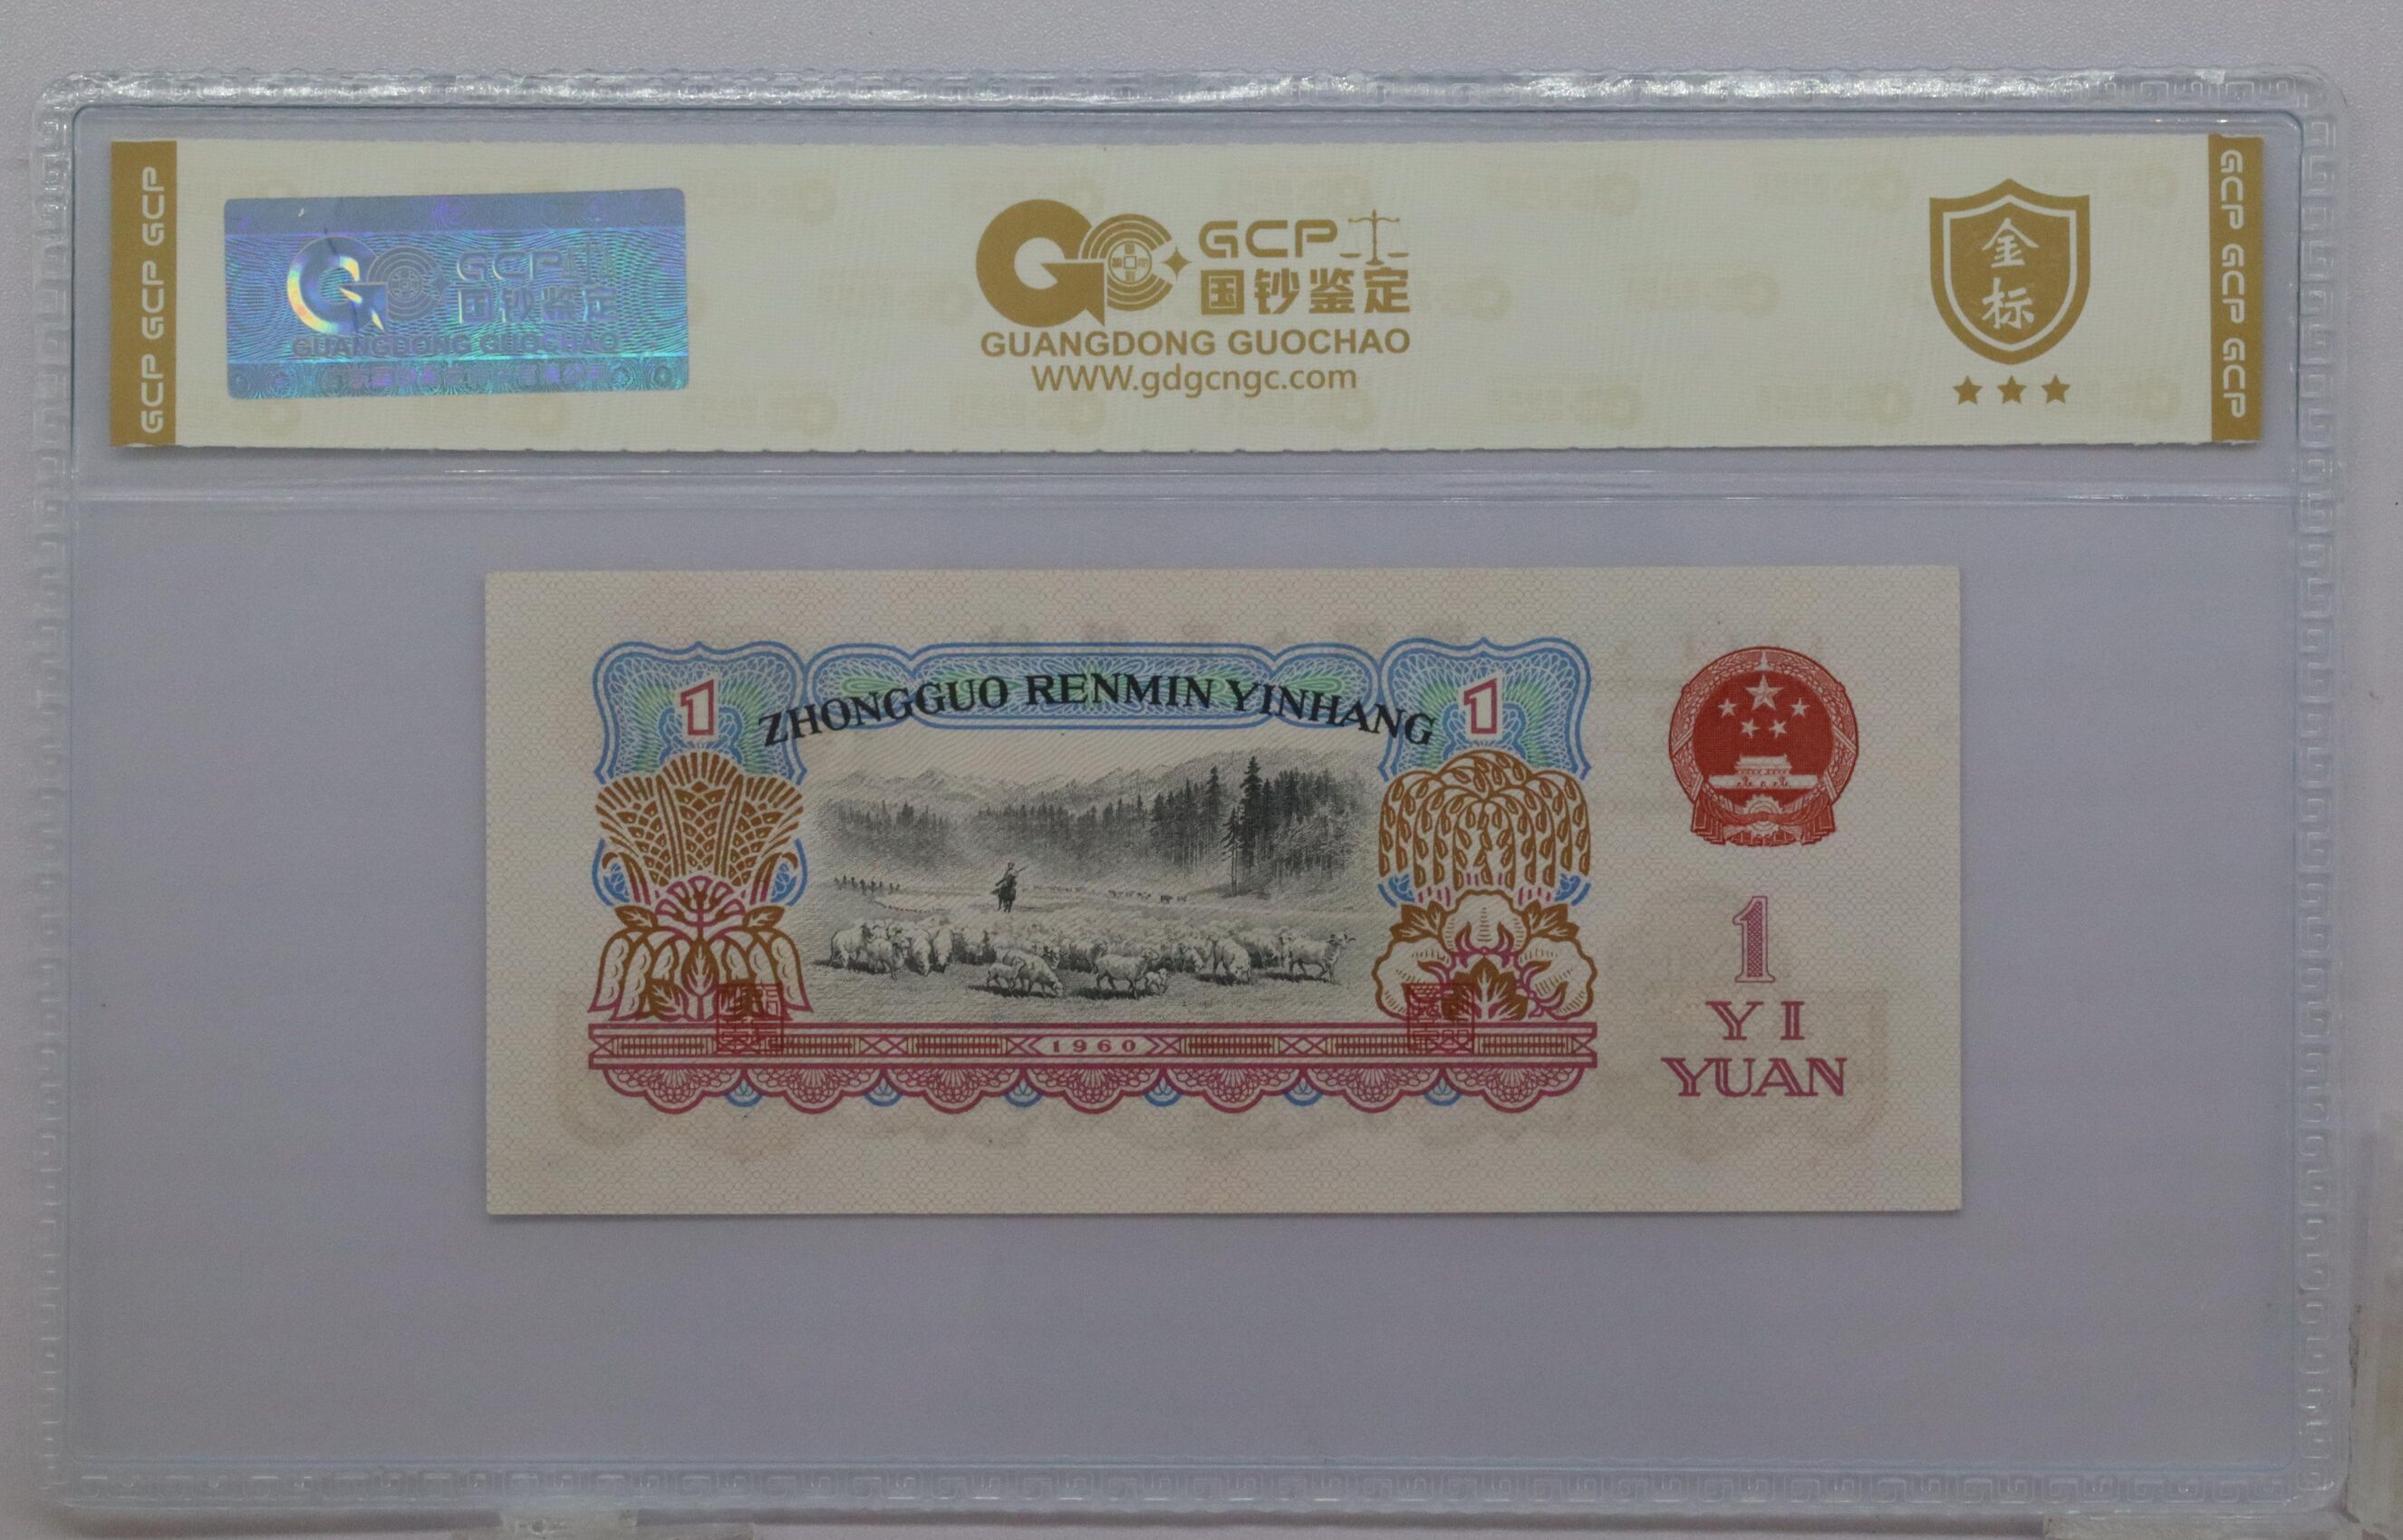 GCP GCP GCP
GCP
国钞鉴定
GUANGDONG GUOCHAO
GCP
国钞鉴定
GUANGDONG GUOCHAO
WWW.gdgcngc.com
金
标
GCP GCP GCP
1
ZHONGGUO RENMIN YINHANG
1
1960
1
YI
YUAN